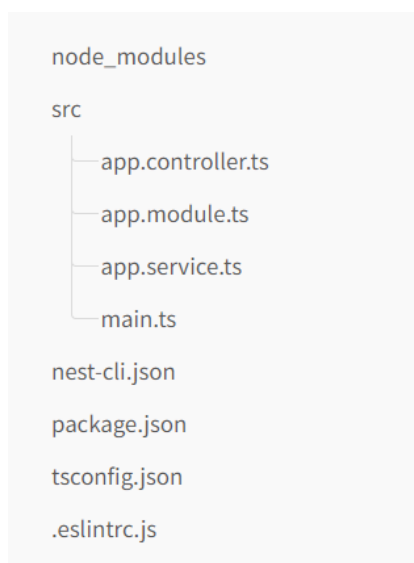 node_modules
src
app.controller.ts
app.module.ts
app.service.ts
main.ts
nest-cli.json
package.json
tsconfig.json
.eslintrc.js